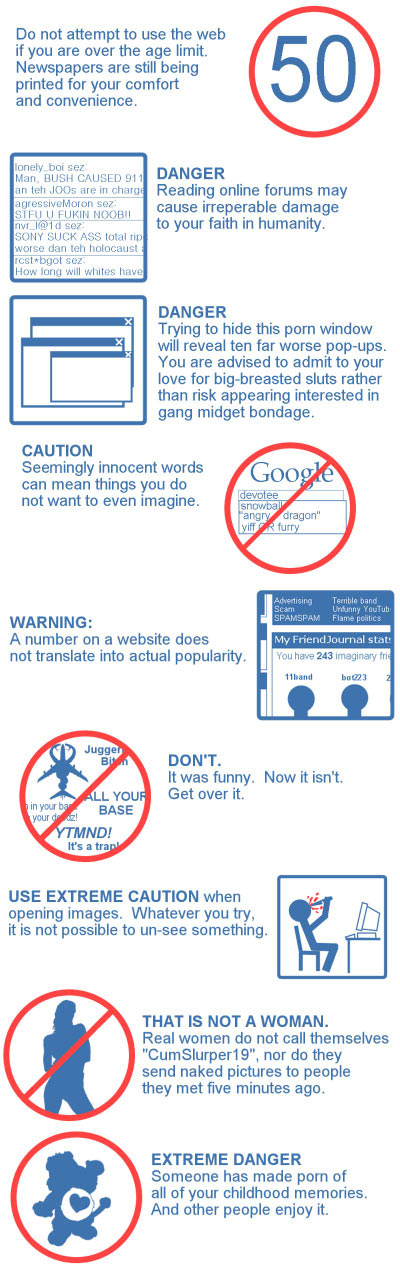 Do not attempt to use the web
if you are over the age limit.
Newspapers are still being
printed for your comfort
and convenience.
50
lonely_boi sez:
Man, BUSH CAUSED 911
an teh JOOs are in charge
agressiveMoron sez:
STFU U FUKIN NOOB!!
nvr_l@1d sez:
SONY SUCK ASS total rip
worse dan teh holocaust
rcst*bgot sez:
How long will whites have
DANGER
Reading online forums may
cause irreperable damage
to your faith in humanity.
DANGER
Trying to hide this porn window
will reveal ten far worse pop-ups.
You are advised to admit to your
love for big-breasted sluts rather
than risk appearing interested in
gang midget bondage.
CAUTION
Seemingly innocent words
can mean things you do
not want to even imagine.
Google
devotee
snowball
"angry dragon"
yiff OR furry
WARNING:
A number on a website does
not translate into actual popularity.
Advertising
Scam
SPAMSPAM
Terrible band
Unfunny YouTub
Flame politics
My FriendJournal stats
You have 243 imaginary frie
11band
bot223
2
Jugger
Bitch
in your bas
your doodz!
ALL YOUR
BASE
YTMND!
It's a trap!
DON'T.
It was funny. Now it isn't.
Get over it.
USE EXTREME CAUTION when
opening images. Whatever you try,
it is not possible to un-see something.
THAT IS NOT A WOMAN.
Real women do not call themselves
"CumSlurper19", nor do they
send naked pictures to people
they met five minutes ago.
EXTREME DANGER
Someone has made porn of
all of your childhood memories.
And other people enjoy it.